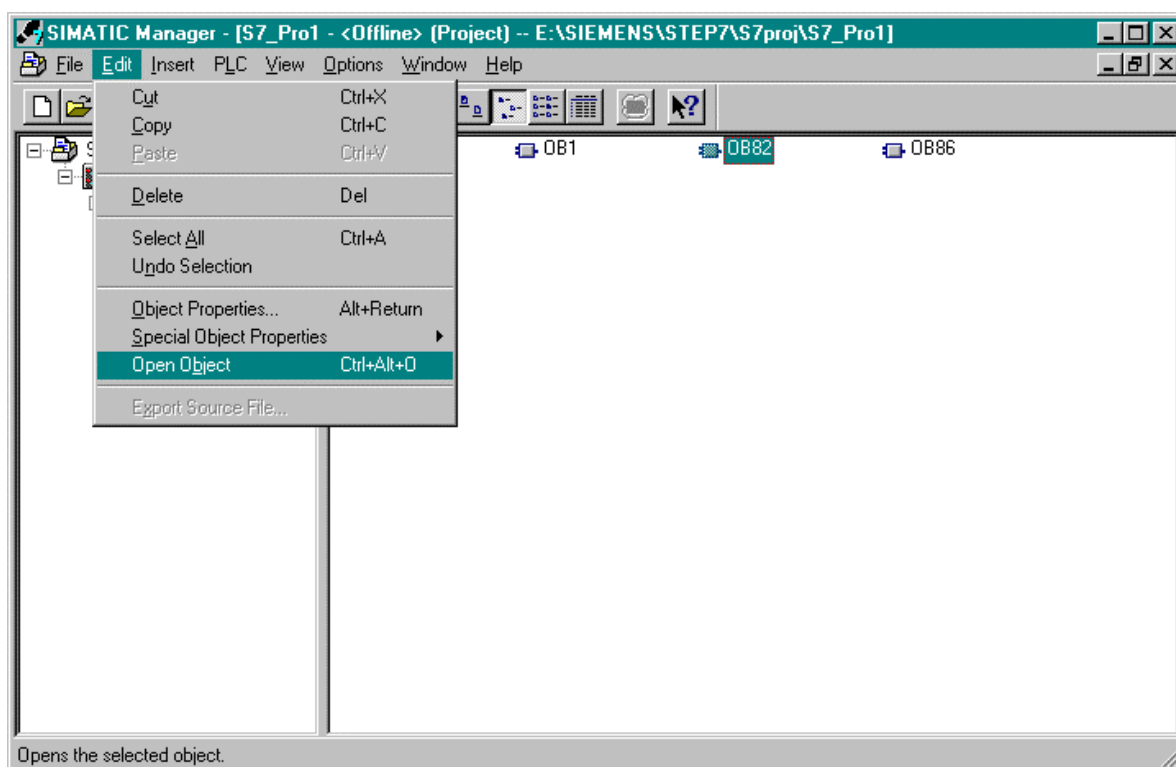 SIMATIC Manager - [S7_Pro1 - <Offline> (Project) -- E:\SIEMENS\STEP7\S7proj\S7_Pro1]
File Edit Insert PLC View Options Window Help
Cut Ctrl+X
Copy Ctrl+C
Paste Ctrl+V
Delete Del
Select All Ctrl+A
Undo Selection
Object Properties... Alt+Return
Special Object Properties
Open Object Ctrl+Alt+O
Export Source File...
OB1 OB82 OB86
Opens the selected object.